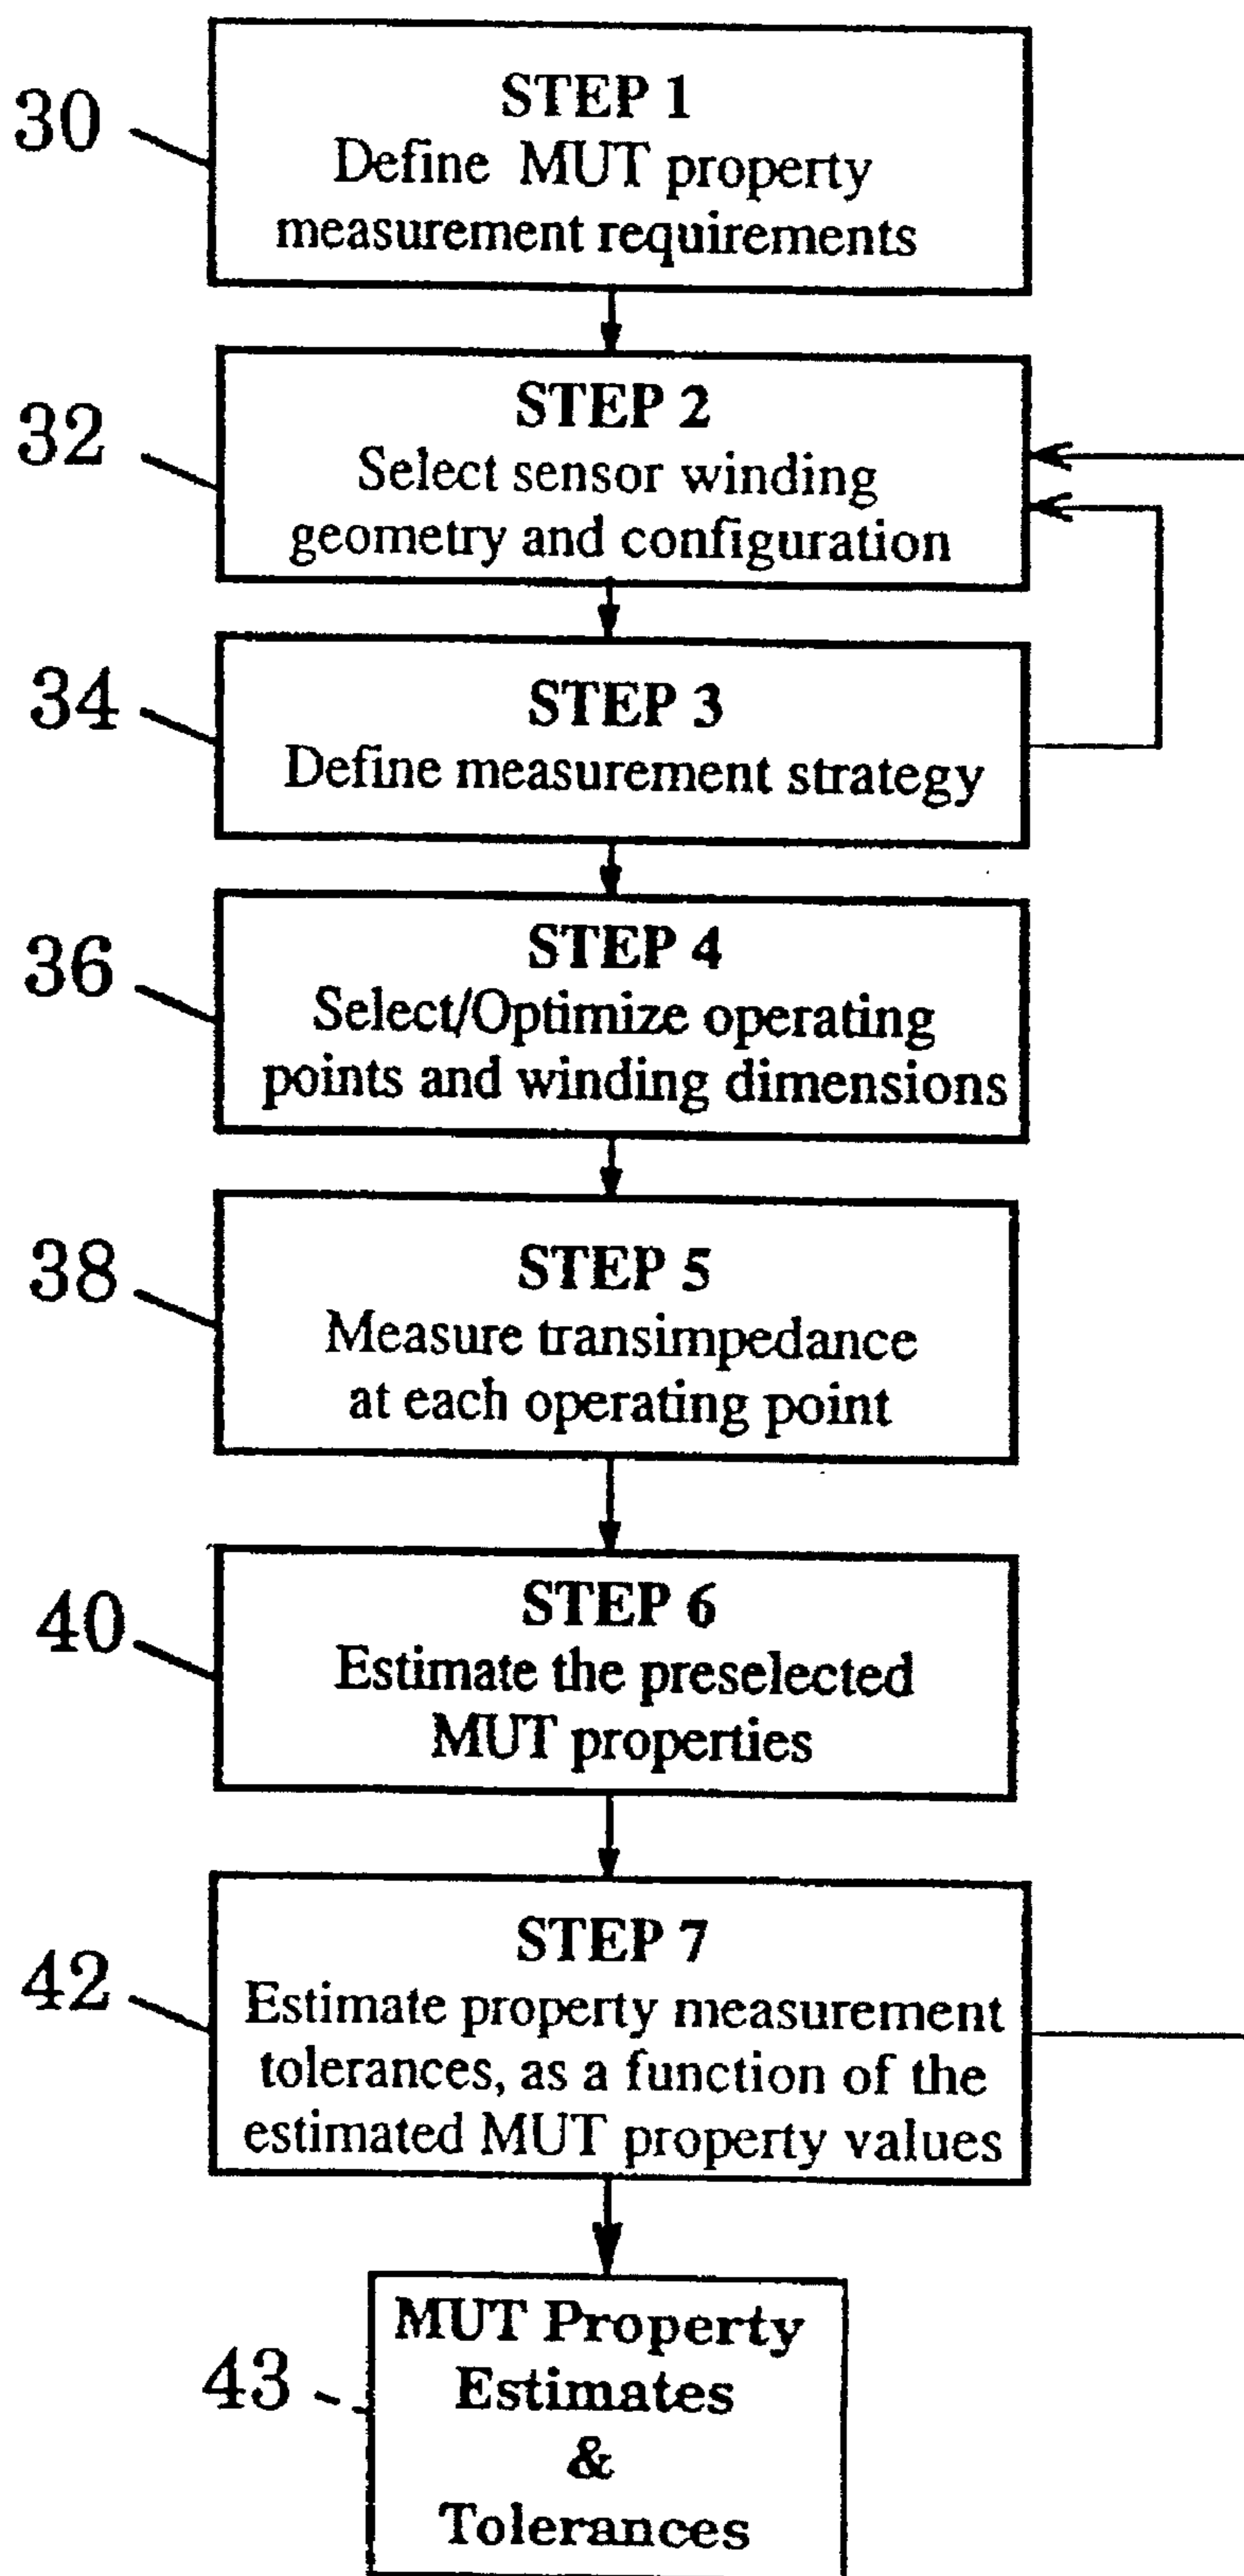 30
STEP 1
Define MUT property
measurement requirements
32
STEP 2
Select sensor winding
geometry and configuration
34
STEP 3
Define measurement strategy
36
STEP 4
Select/Optimize operating
points and winding dimensions
38
STEP 5
Measure transimpedance
at each operating point
40
STEP 6
Estimate the preselected
MUT properties
42
STEP 7
Estimate property measurement
tolerances, as a function of the
estimated MUT property values
43
MUT Property
Estimates
&
Tolerances